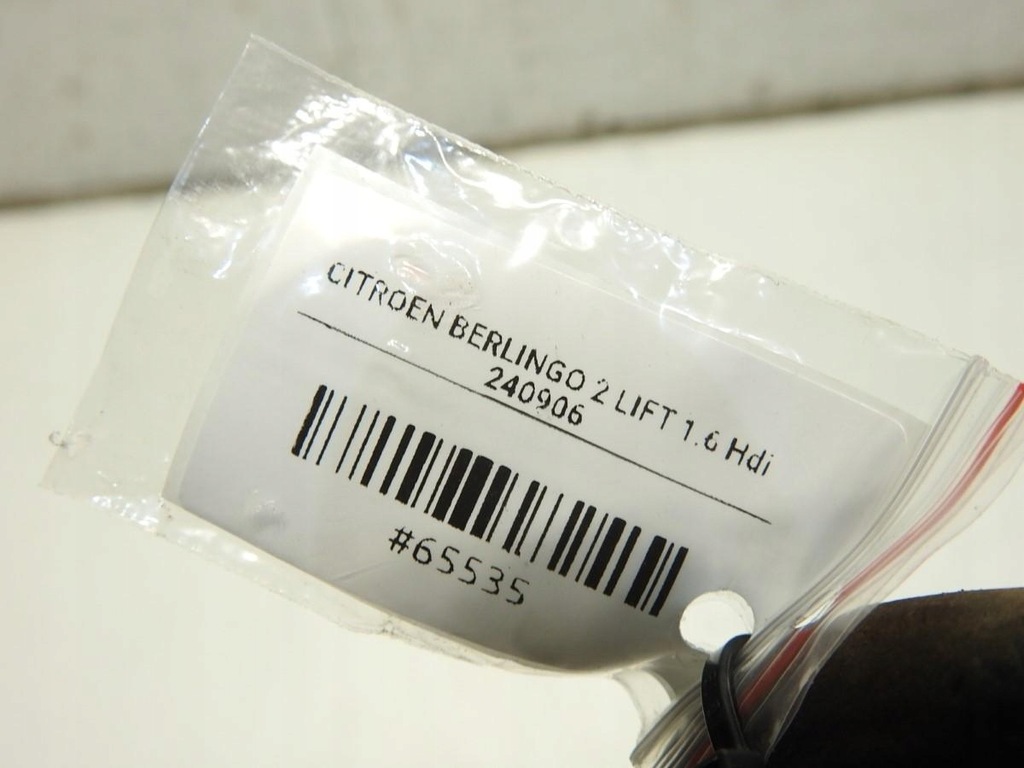 CITROEN BERLINGO 2 LIFT 1.6 Hdi
240906
#65535